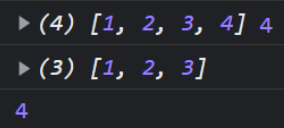 ▶ (4) [1, 2, 3, 4] 4
▶ (3) [1, 2, 3]
4